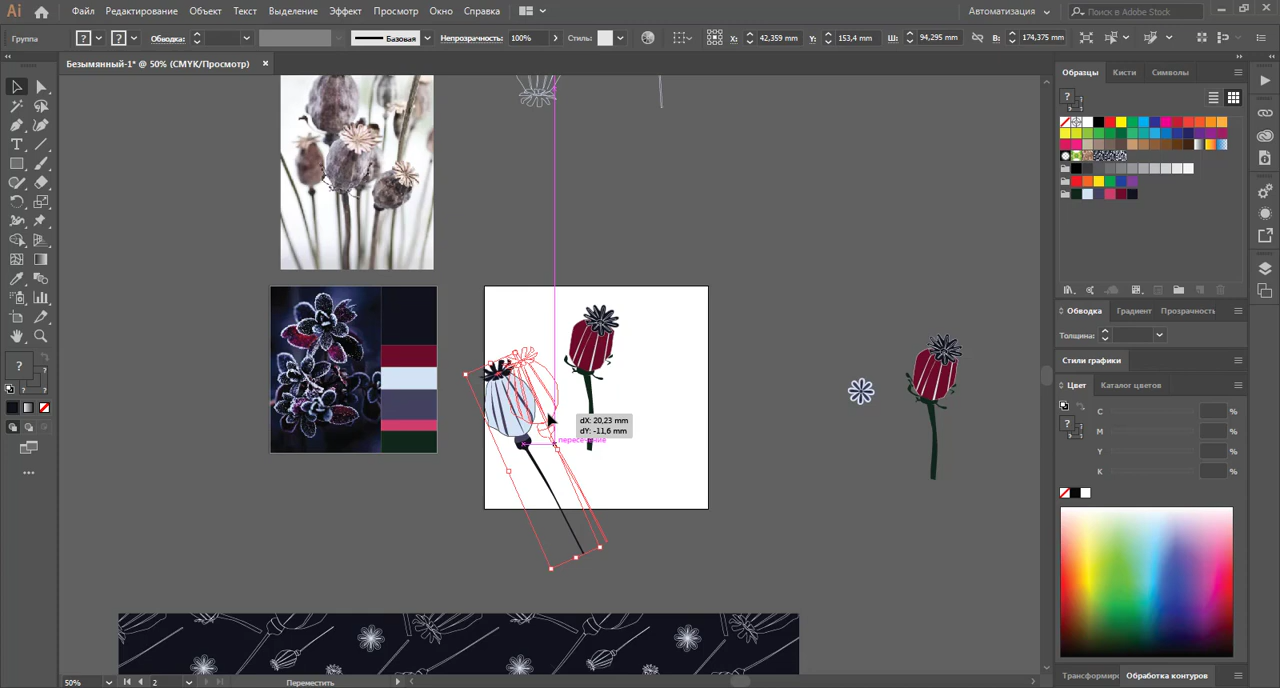 Ai Файл Редактирование Объект Текст Выделение Эффект Просмотр Окно Справка Автоматизация Поиск в Adobe Stock
Группа ? ? Обводка: Базовая Непрозрачность: 100% Стиль: X: 42,359 mm Y: 153,4 mm Ш: 94,295 mm В: 174,375 mm
Безымянный-1* @ 50% (CMYK/Просмотр)
Образцы Кисти Символы
?
Обводка Градиент Прозрачность
Толщина:
Стили графики
Цвет Каталог цветов
? C %
M %
Y %
K %
?
? ?
dX: 20,23 mm
dY: -11,6 mm
пересечение
50% 2 Переместить
Трансформиро Обработка контуров